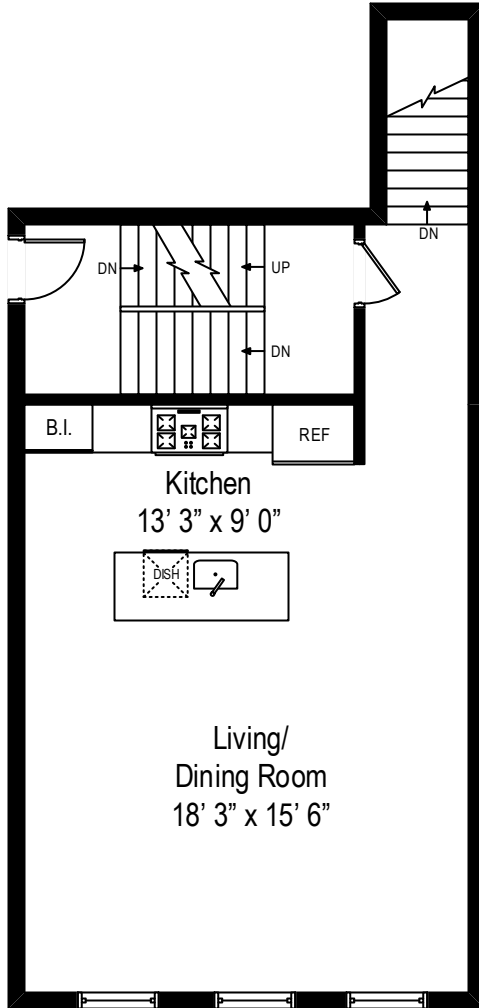 DN
DN
UP
DN
B.I.
REF
Kitchen
13’ 3” x 9’ 0”
DISH
Living/
Dining Room
18’ 3” x 15’ 6”